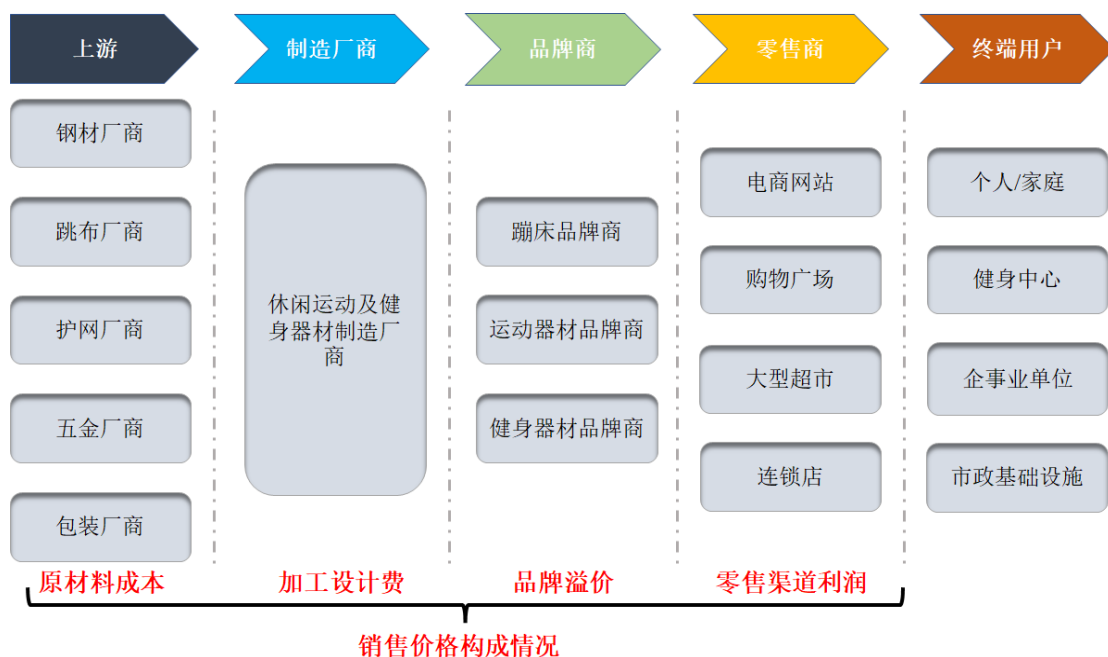 上游
制造厂商
品牌商
零售商
终端用户
钢材厂商
跳布厂商
护网厂商
五金厂商
包装厂商
休闲运动及健
身器材制造厂
商
蹦床品牌商
运动器材品牌商
健身器材品牌商
电商网站
购物广场
大型超市
连锁店
个人/家庭
健身中心
企事业单位
市政基础设施
原材料成本
加工设计费
品牌溢价
零售渠道利润
销售价格构成情况